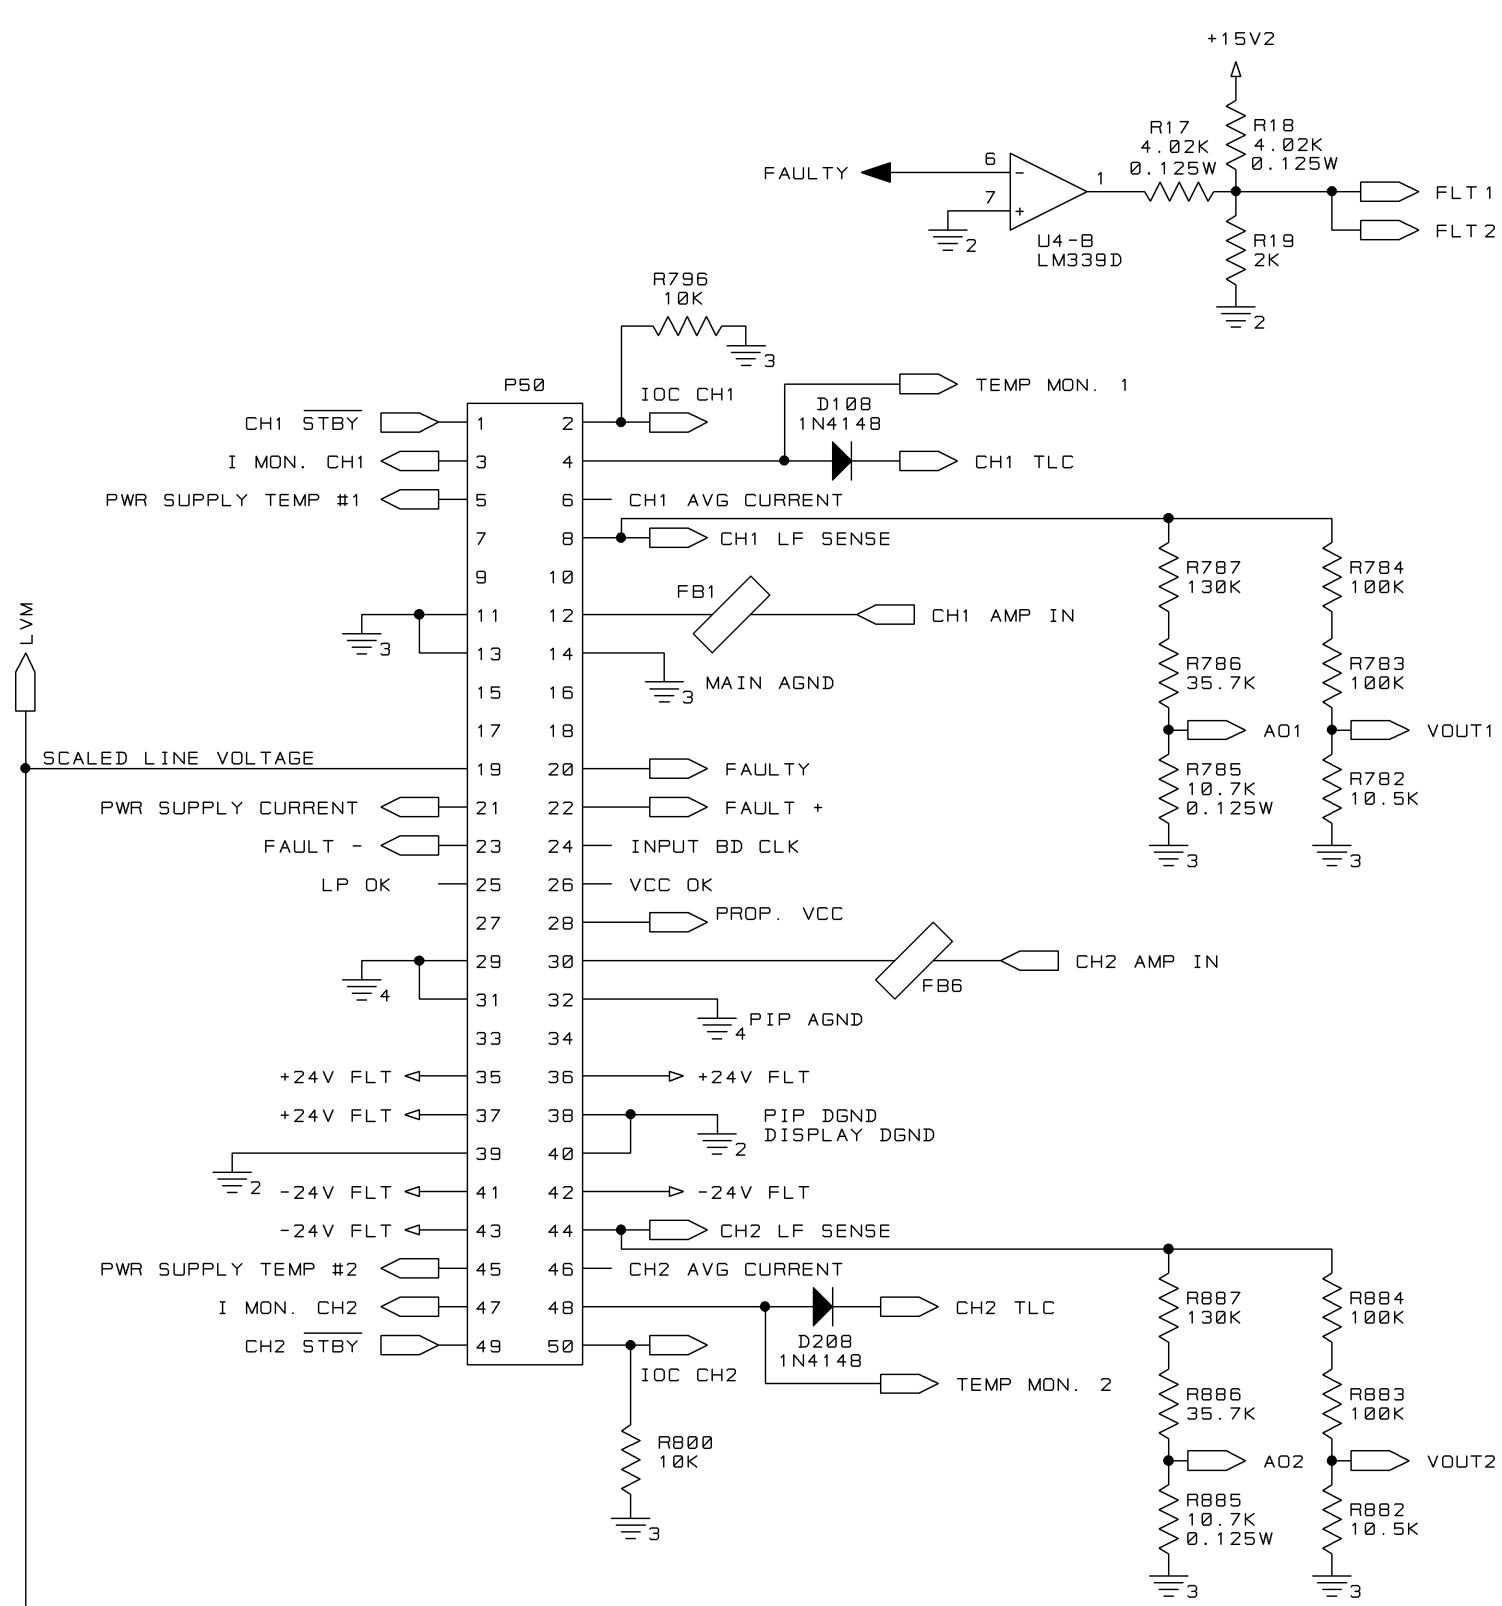 +15V2
R17
4.02K
0.125W
R18
4.02K
0.125W
FAULTY
6
7
1
-
+
2
U4-B
LM339D
R19
2K
2
FLT1
FLT2
R796
10K
3
P50
IOC CH1
TEMP MON. 1
D108
1N4148
CH1 STBY 1 2
I MON. CH1 3 4 CH1 TLC
PWR SUPPLY TEMP #1 5 6 CH1 AVG CURRENT
7 8 CH1 LF SENSE
9 10
FB1
3 11 12 CH1 AMP IN
13 14
3 MAIN AGND
15 16
17 18
R787
130K
R784
100K
R786
35.7K
R783
100K
AO1
VOUT1
R785
10.7K
0.125W
R782
10.5K
3
3
LVM
SCALED LINE VOLTAGE
19 20 FAULTY
PWR SUPPLY CURRENT 21 22 FAULT +
FAULT - 23 24 INPUT BD CLK
LP OK 25 26 VCC OK
27 28 PROP. VCC
4 29 30 CH2 AMP IN
FB6
31 32
4 PIP AGND
33 34
+24V FLT 35 36 +24V FLT
+24V FLT 37 38 PIP DGND
DISPLAY DGND
2
39 40
2
-24V FLT 41 42 -24V FLT
-24V FLT 43 44 CH2 LF SENSE
PWR SUPPLY TEMP #2 45 46 CH2 AVG CURRENT
I MON. CH2 47 48 CH2 TLC
D208
1N4148
CH2 STBY 49 50
IOC CH2
TEMP MON. 2
R800
10K
3
R887
130K
R884
100K
R886
35.7K
R883
100K
AO2
VOUT2
R885
10.7K
0.125W
R882
10.5K
3
3